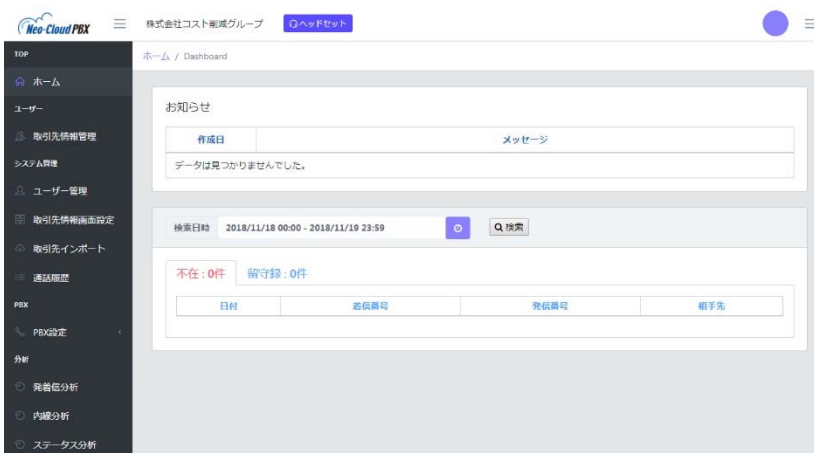 Neo-Cloud PBX
株式会社コスト削減グループ
ヘッドセット
TOP
ホーム / Dashboard
ホーム
ユーザー
取引先情報管理
システム管理
ユーザー管理
取引先情報画面設定
取引先インポート
通話履歴
PBX
PBX設定
分析
発着信分析
内線分析
ステータス分析
お知らせ
作成日 メッセージ
データは見つかりませんでした。
検索日時 2018/11/18 00:00 - 2018/11/19 23:59 検索
不在 : 0件 留守録 : 0件
日付 着信番号 発信番号 相手先